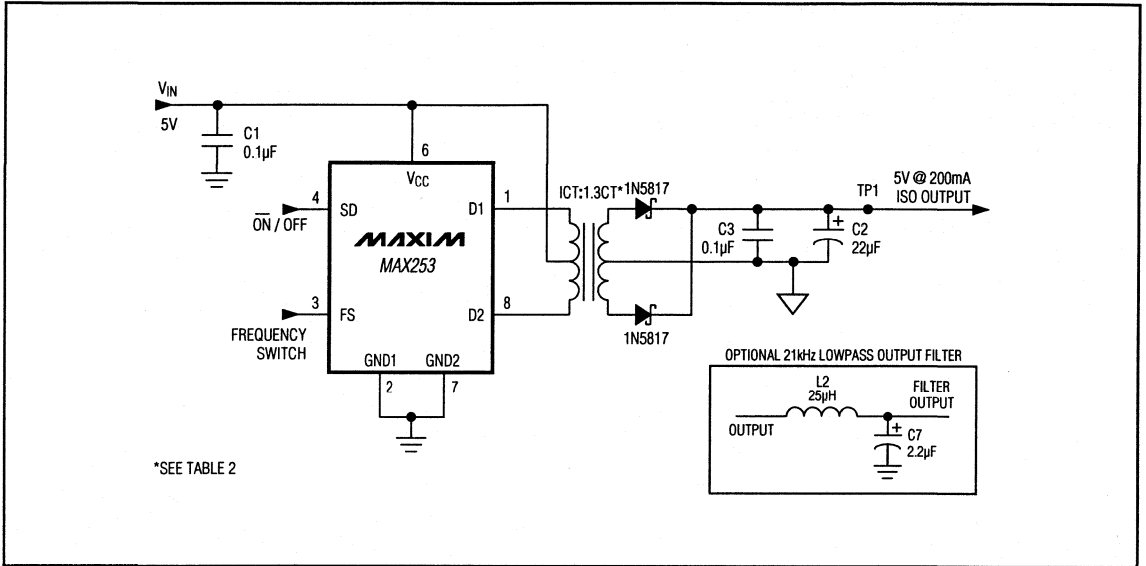 VIN
5V
C1
0.1µF
6
VCC
4
SD
ON / OFF
D1
1
MAXIM
MAX253
3
FS
FREQUENCY
SWITCH
D2
8
GND1
GND2
2
7
ICT:1.3CT*
1N5817
1N5817
C3
0.1µF
TP1
+
C2
22µF
5V @ 200mA
ISO OUTPUT
OPTIONAL 21kHz LOWPASS OUTPUT FILTER
L2
25µH
FILTER
OUTPUT
OUTPUT
+
C7
2.2µF
*SEE TABLE 2